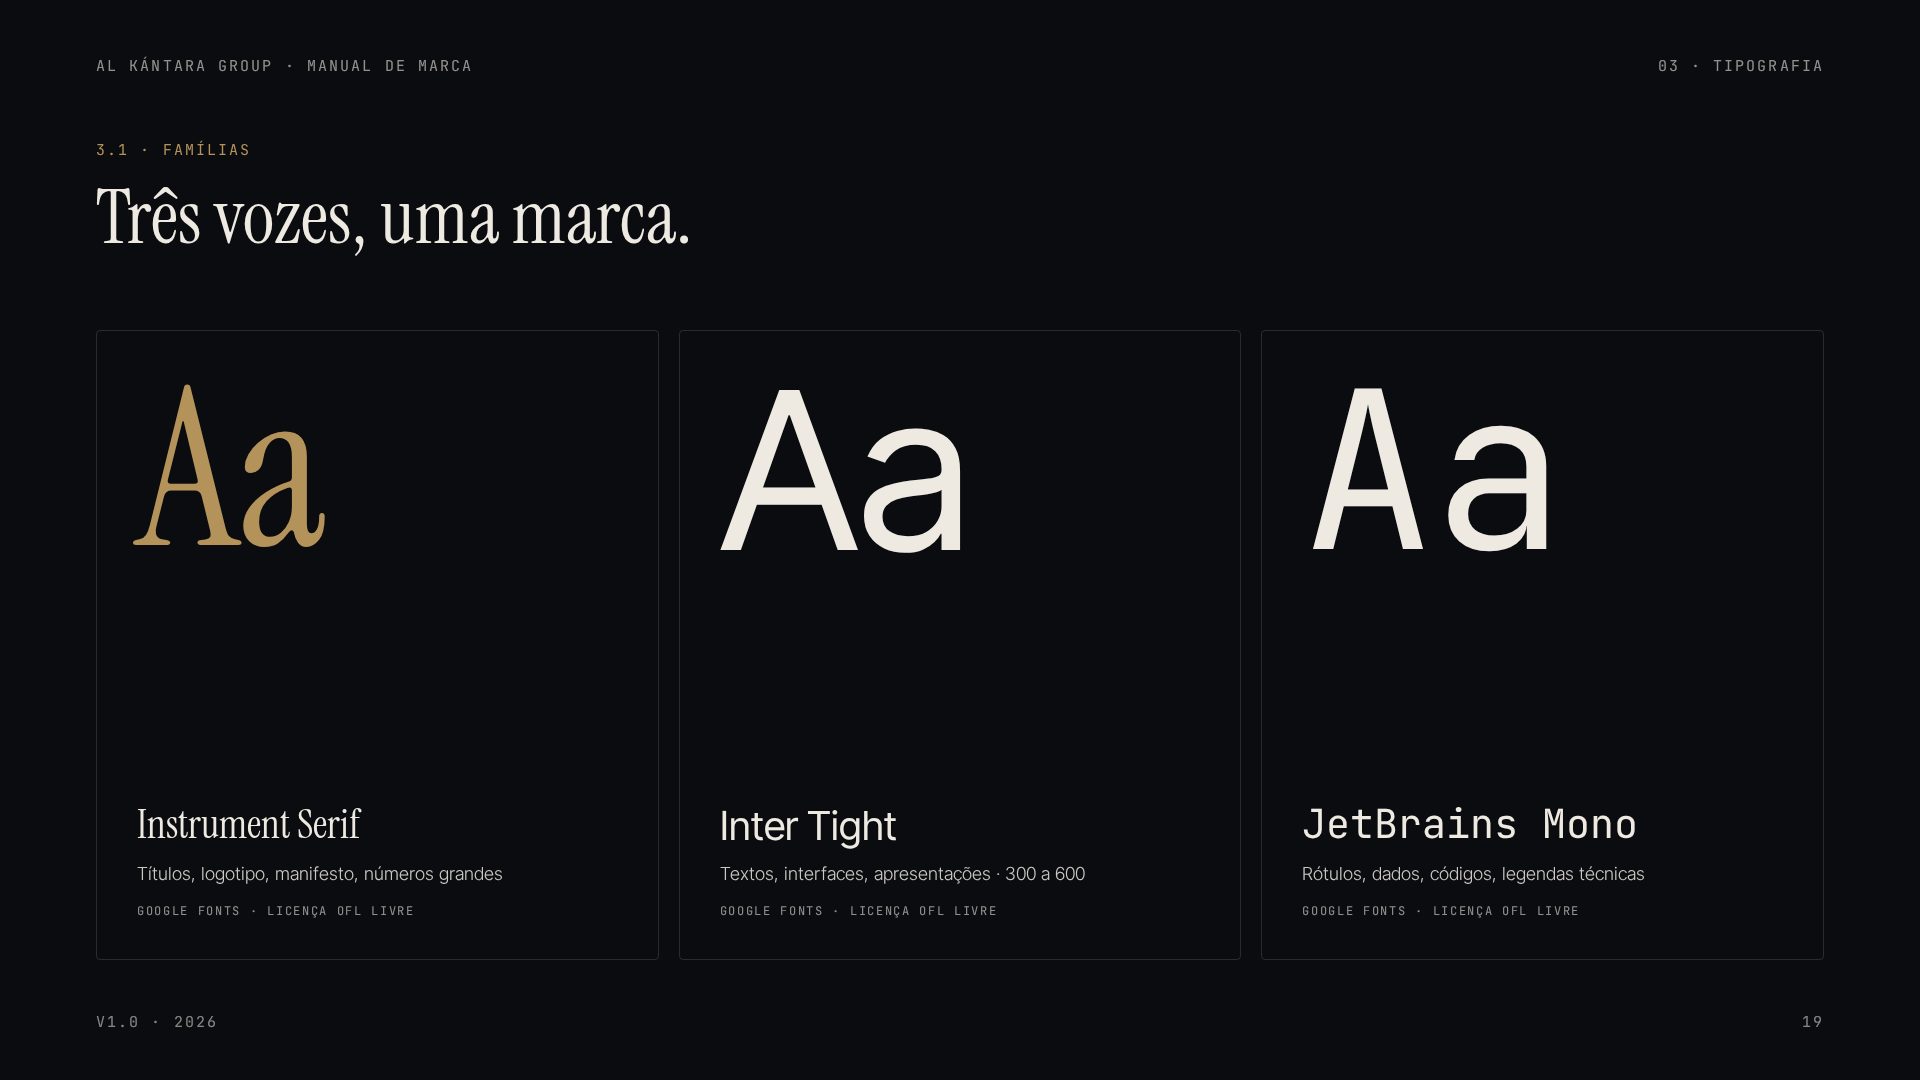 AL KÁNTARA GROUP · MANUAL DE MARCA
03 · TIPOGRAFIA
3.1 · FAMÍLIAS
Três vozes, uma marca.
Aa
Instrument Serif
Títulos, logotipo, manifesto, números grandes
GOOGLE FONTS · LICENÇA OFL LIVRE
Aa
Inter Tight
Textos, interfaces, apresentações · 300 a 600
GOOGLE FONTS · LICENÇA OFL LIVRE
Aa
JetBrains Mono
Rótulos, dados, códigos, legendas técnicas
GOOGLE FONTS · LICENÇA OFL LIVRE
V1.0 · 2026
19